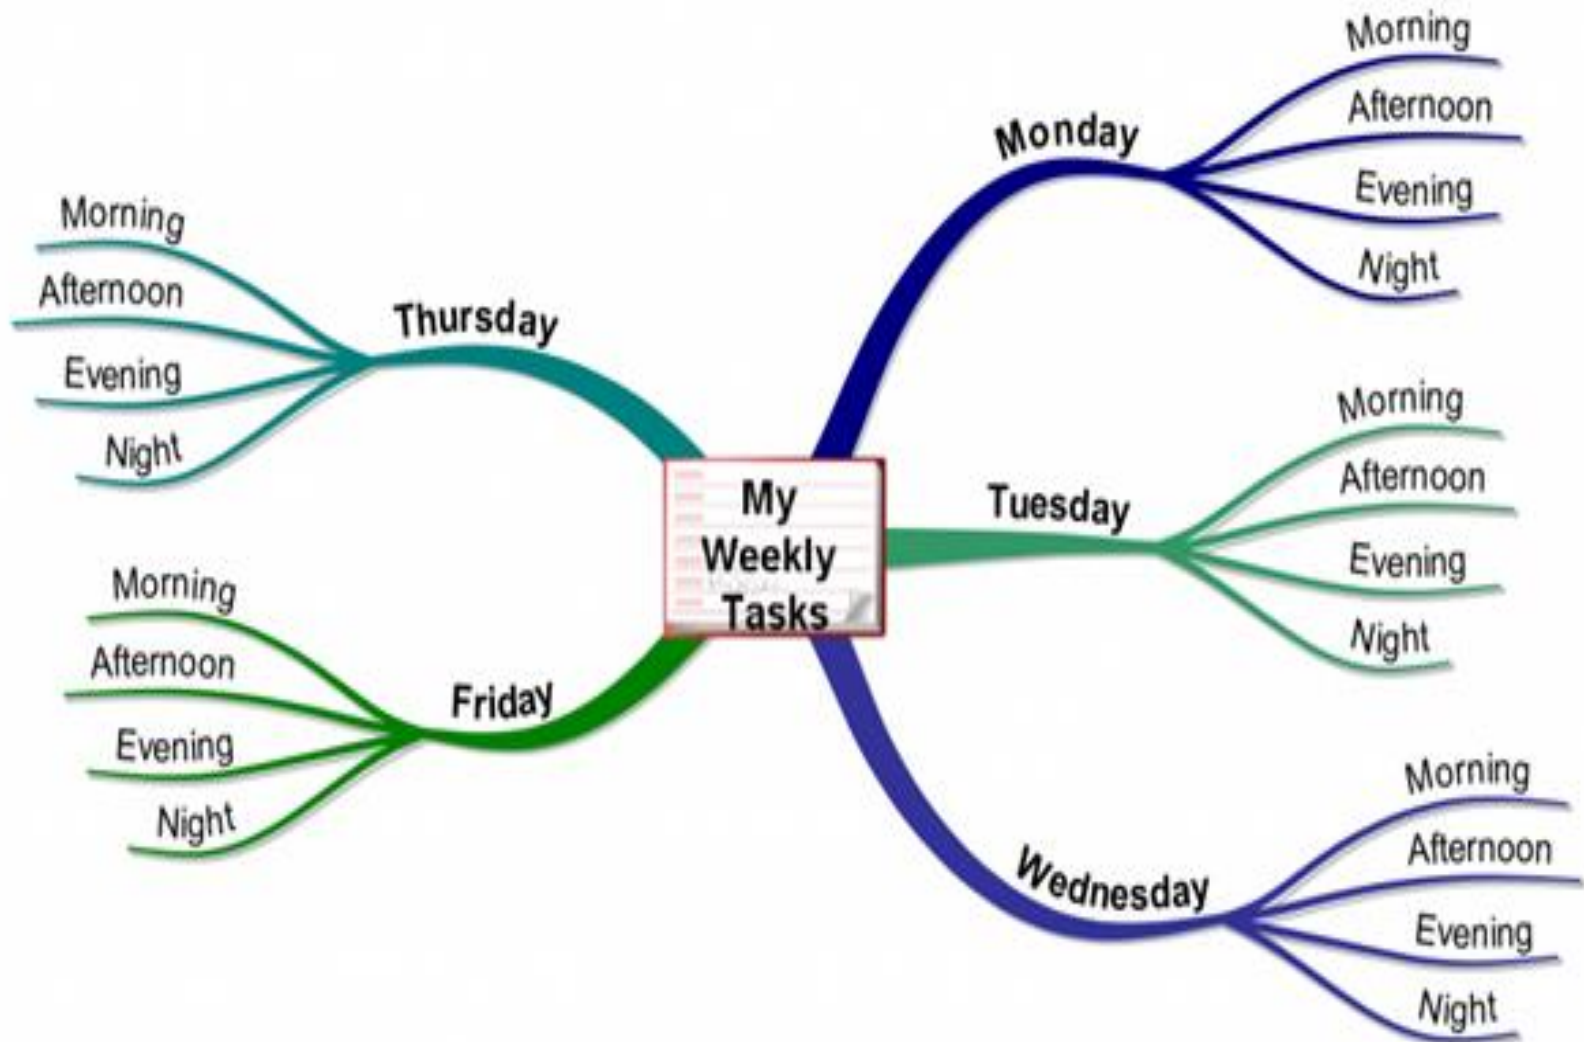 My
Weekly
Tasks
Monday
Morning
Afternoon
Evening
Night
Tuesday
Morning
Afternoon
Evening
Night
Wednesday
Morning
Afternoon
Evening
Night
Thursday
Morning
Afternoon
Evening
Night
Friday
Morning
Afternoon
Evening
Night